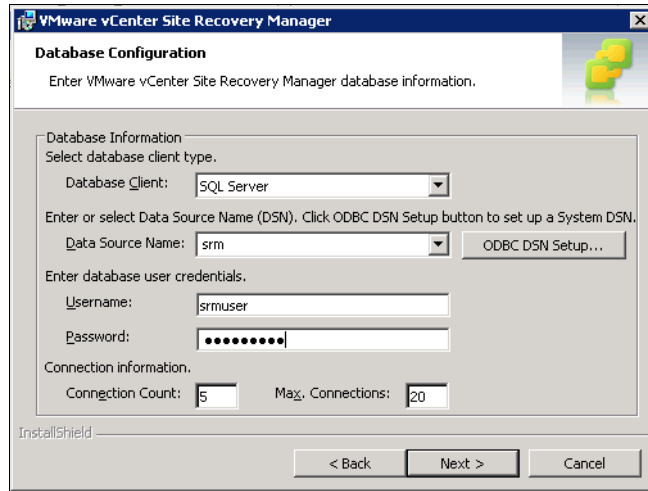 VMware vCenter Site Recovery Manager
Database Configuration
Enter VMware vCenter Site Recovery Manager database information.
Database Information
Select database client type.
Database Client: SQL Server
Enter or select Data Source Name (DSN). Click ODBC DSN Setup button to set up a System DSN.
Data Source Name: srm ODBC DSN Setup...
Enter database user credentials.
Username: srmuser
Password: ●●●●●●●●●
Connection information.
Connection Count: 5 Max. Connections: 20
InstallShield
< Back Next > Cancel